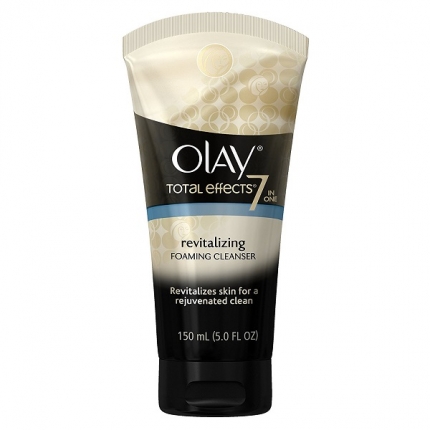 OLAY®
TOTAL EFFECTS® 7 IN ONE
revitalizing
FOAMING CLEANSER
Revitalizes skin for a
rejuvenated clean
150 mL (5.0 FL OZ)